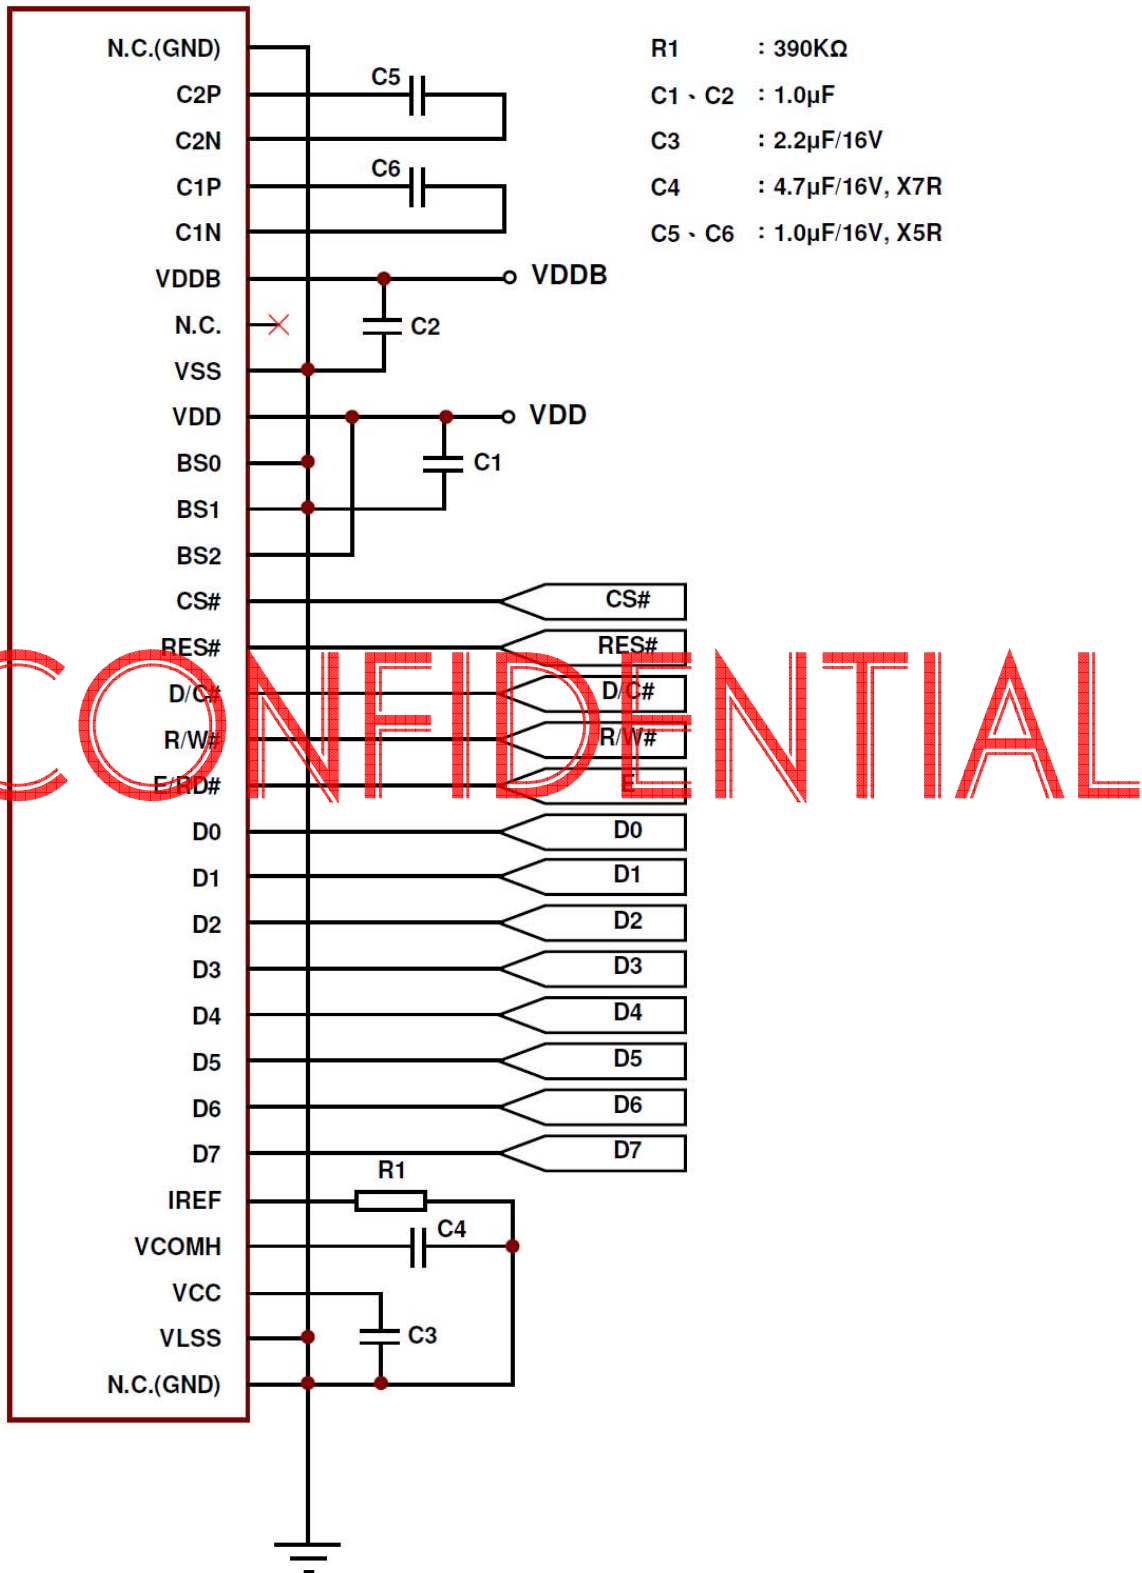 N.C.(GND)
C2P
C2N
C1P
C1N
VDDB
N.C.
VSS
VDD
BS0
BS1
BS2
CS#
RES#
D/C#
R/W#
E/RD#
D0
D1
D2
D3
D4
D5
D6
D7
IREF
VCOMH
VCC
VLSS
N.C.(GND)
C5
C6
VDDB
C2
VDD
C1
CS#
RES#
D/C#
R/W#
E
D0
D1
D2
D3
D4
D5
D6
D7
R1
C4
C3
R1 : 390KΩ
C1、C2 : 1.0µF
C3 : 2.2µF/16V
C4 : 4.7µF/16V, X7R
C5、C6 : 1.0µF/16V, X5R
CONFIDENTIAL